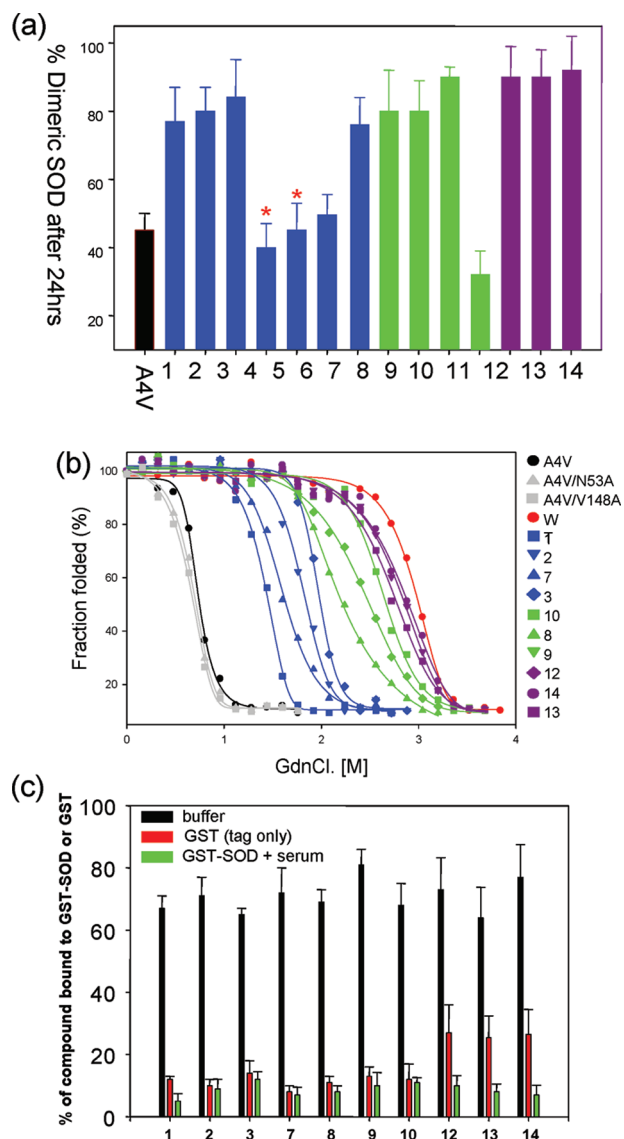 (a)
% Dimeric SOD after 24hrs
80
60
40
20
* *
A4V 1 2 3 4 5 6 7 8 9 10 11 12 13 14
(b)
Fraction folded (%)
100
80
60
40
20
0 1 2 3 4
GdnCl. [M]
A4V
A4V/N53A
A4V/V148A
W
T
2
7
3
10
8
9
12
14
13
(c)
% of compound bound to GST-SOD or GST
100
80
60
40
20
0
buffer
GST (tag only)
GST-SOD + serum
1 2 3 7 8 9 10 12 13 14